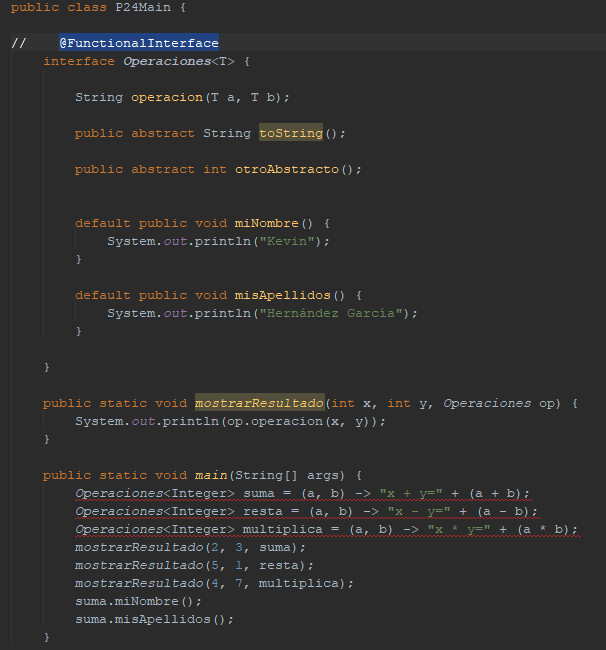 public class P24Main {
//    @FunctionalInterface
    interface Operaciones<T> {
        String operacion(T a, T b);
        public abstract String toString();
        public abstract int otroAbstracto();
        default public void miNombre() {
            System.out.println("Kevin");
        }
        default public void misApellidos() {
            System.out.println("Hernández García");
        }
    }
    public static void mostrarResultado(int x, int y, Operaciones op) {
        System.out.println(op.operacion(x, y));
    }
    public static void main(String[] args) {
        Operaciones<Integer> suma = (a, b) -> "x + y=" + (a + b);
        Operaciones<Integer> resta = (a, b) -> "x - y=" + (a - b);
        Operaciones<Integer> multiplica = (a, b) -> "x * y=" + (a * b);
        mostrarResultado(2, 3, suma);
        mostrarResultado(5, 1, resta);
        mostrarResultado(4, 7, multiplica);
        suma.miNombre();
        suma.misApellidos();
    }